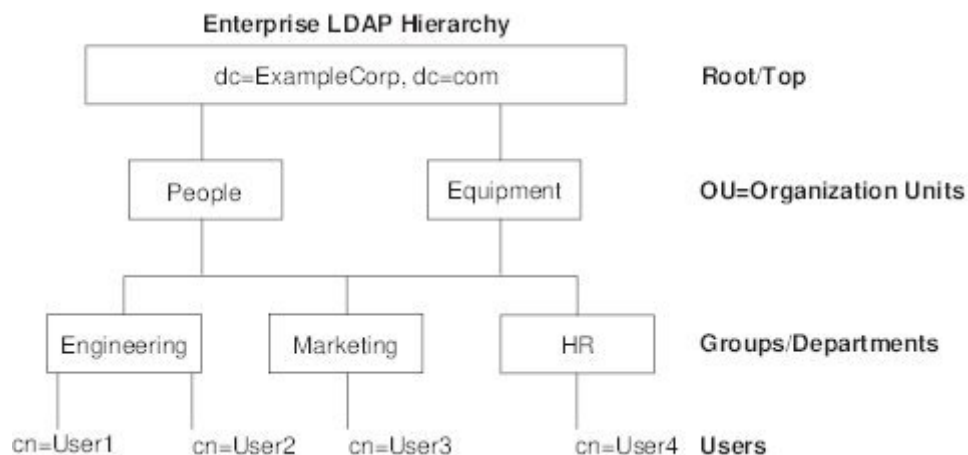 Enterprise LDAP Hierarchy
dc=ExampleCorp, dc=com
Root/Top
People
Equipment
OU=Organization Units
Engineering
Marketing
HR
Groups/Departments
cn=User1
cn=User2
cn=User3
cn=User4
Users